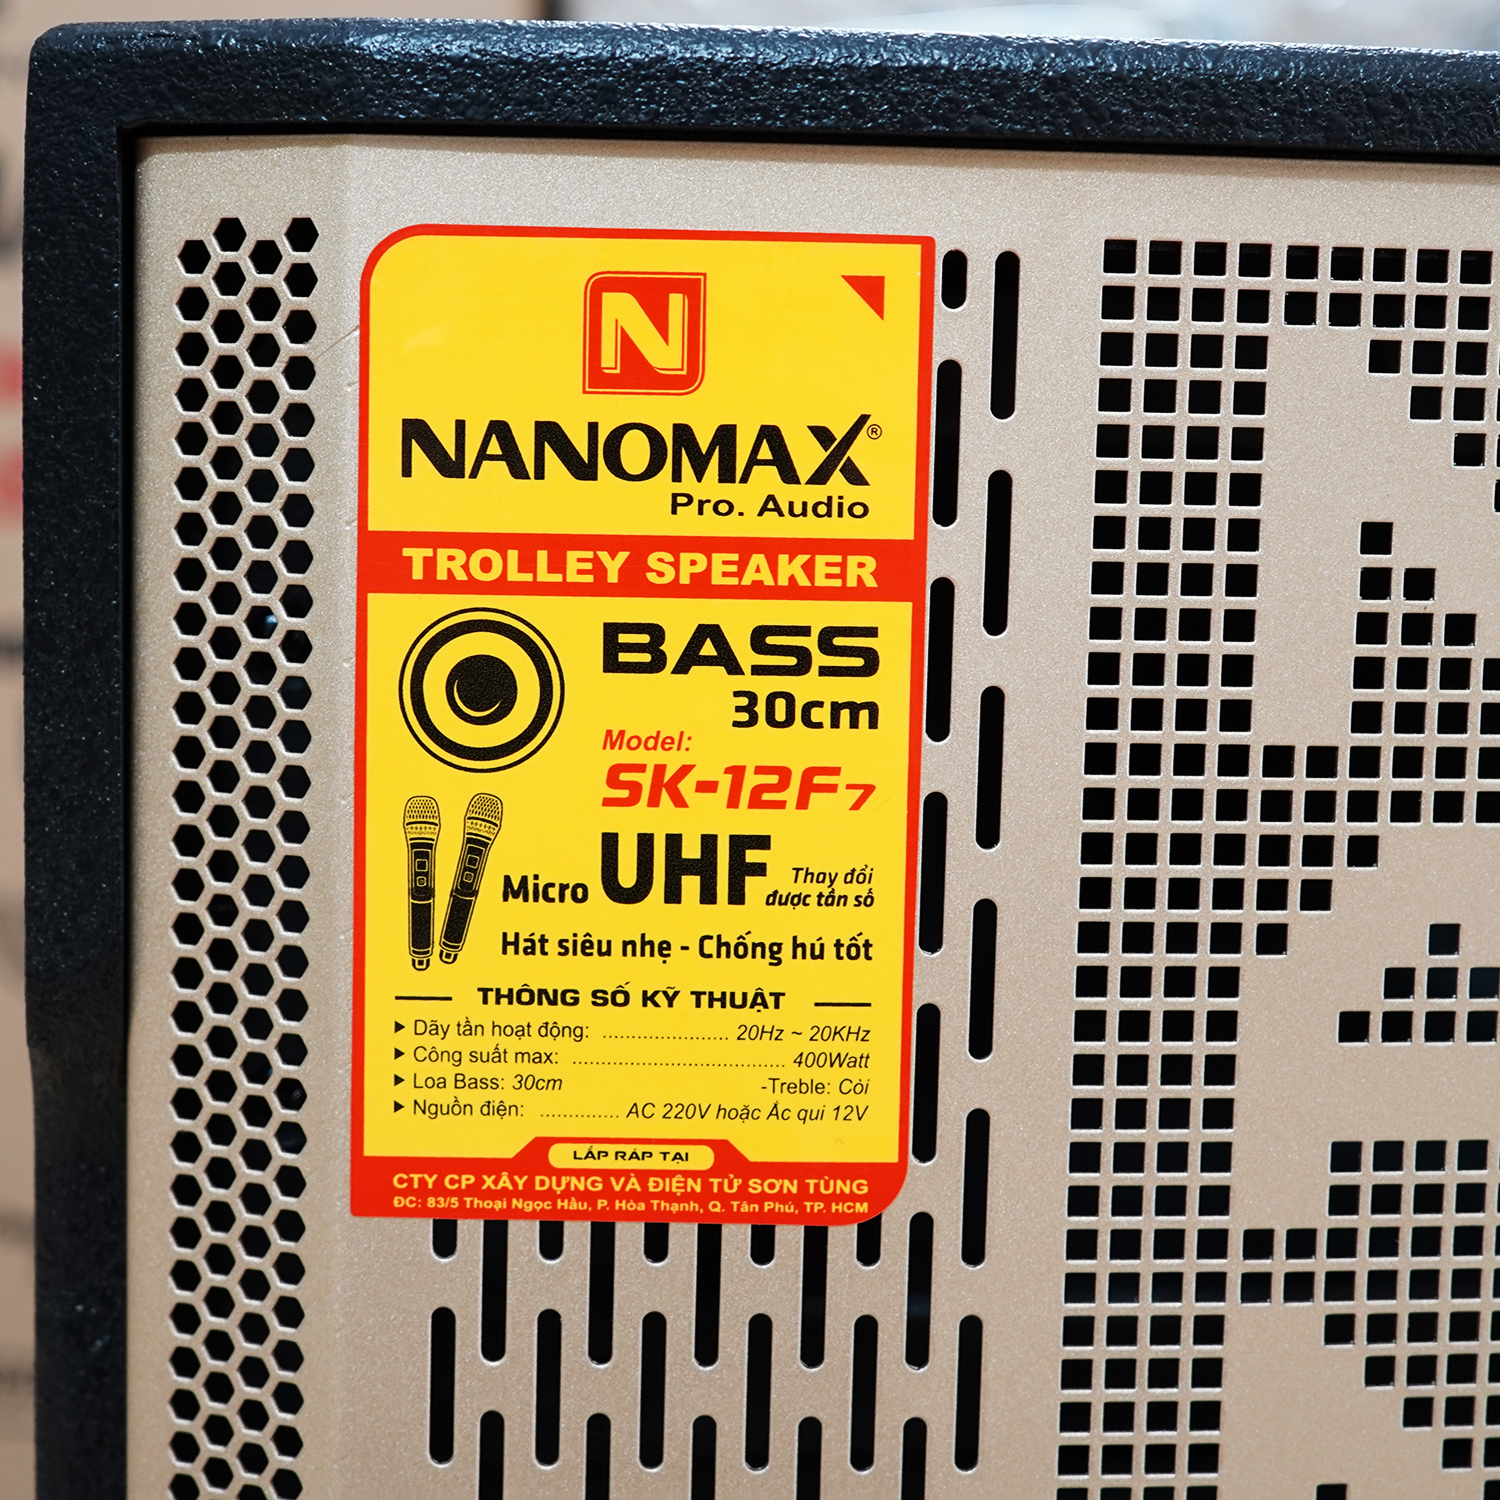 N
NANOMAX®
Pro. Audio
TROLLEY SPEAKER
BASS
30cm
Model:
SK-12F7
Micro UHF Thay đổi
được tần số
Hát siêu nhẹ - Chống hú tốt
THÔNG SỐ KỸ THUẬT
Dãy tần hoạt động: ...................... 20Hz ~ 20KHz
Công suất max: ..................................... 400Watt
Loa Bass: 30cm -Treble: Còi
Nguồn điện: .............. AC 220V hoặc Ắc qui 12V
LẮP RÁP TẠI
CTY CP XÂY DỰNG VÀ ĐIỆN TỬ SƠN TÙNG
ĐC: 83/5 Thoại Ngọc Hầu, P. Hòa Thạnh, Q. Tân Phú, TP. HCM